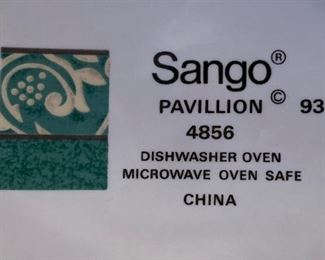 Sango®
PAVILLION © 93
4856
DISHWASHER OVEN
MICROWAVE OVEN SAFE
CHINA